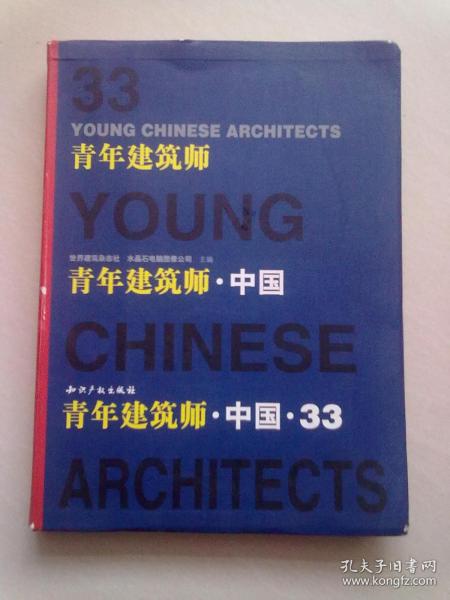 33
YOUNG CHINESE ARCHITECTS
青年建筑师
YOUNG
世界建筑杂志社 水晶石电脑图像公司 主编
青年建筑师·中国
CHINESE
知识产权出版社
青年建筑师·中国·33
ARCHITECTS
孔夫子旧书网
www.kongfz.com